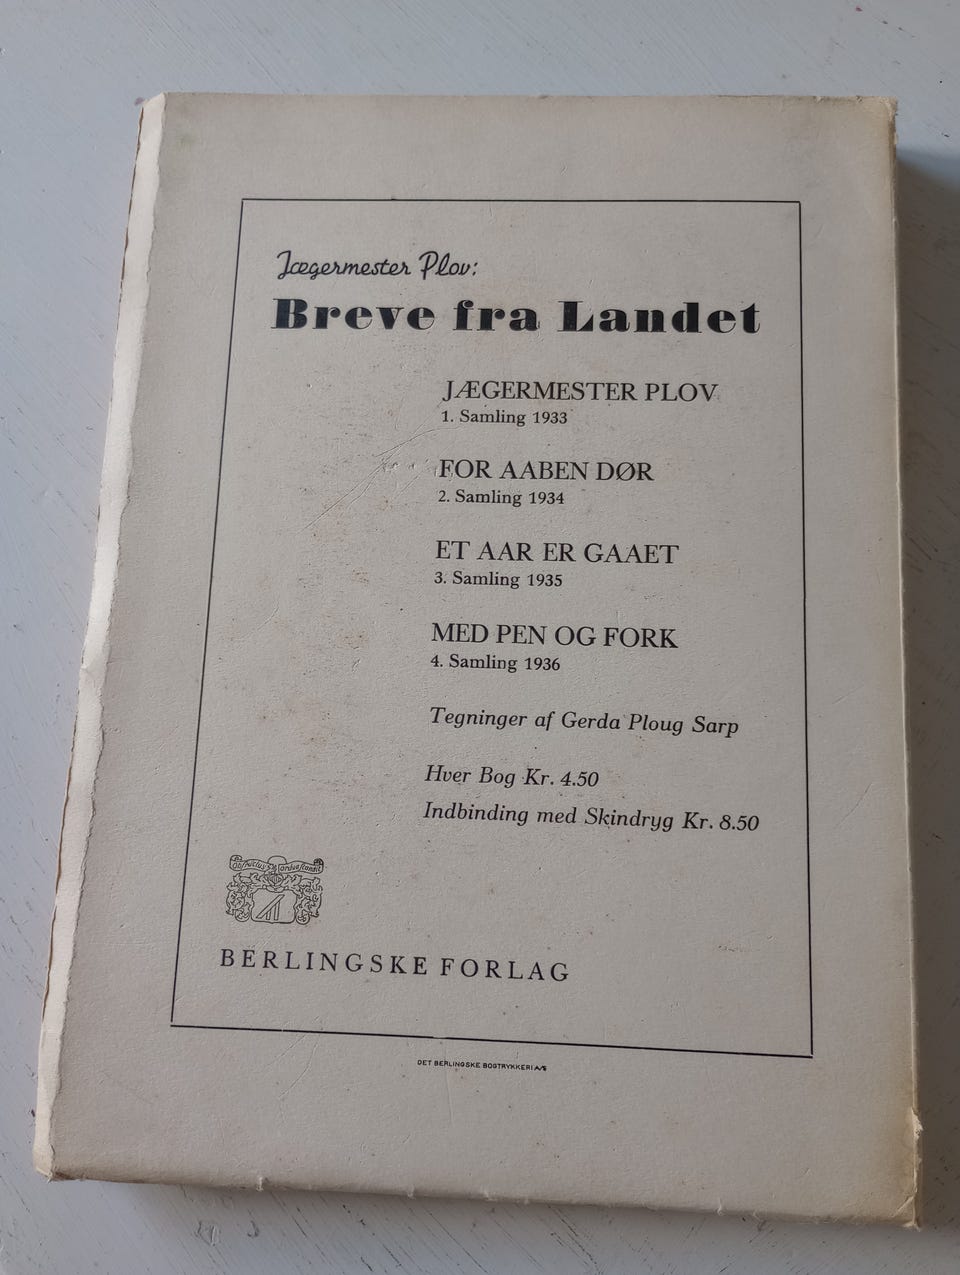 Jægermester Plov:
Breve fra Landet
JÆGERMESTER PLOV
1. Samling 1933
FOR AABEN DØR
2. Samling 1934
ET AAR ER GAAET
3. Samling 1935
MED PEN OG FORK
4. Samling 1936
Tegninger af Gerda Ploug Sarp
Hver Bog Kr. 4.50
Indbinding med Skindryg Kr. 8.50
BERLINGSKE FORLAG
DET BERLINGSKE BOGTRYKKERI A/S